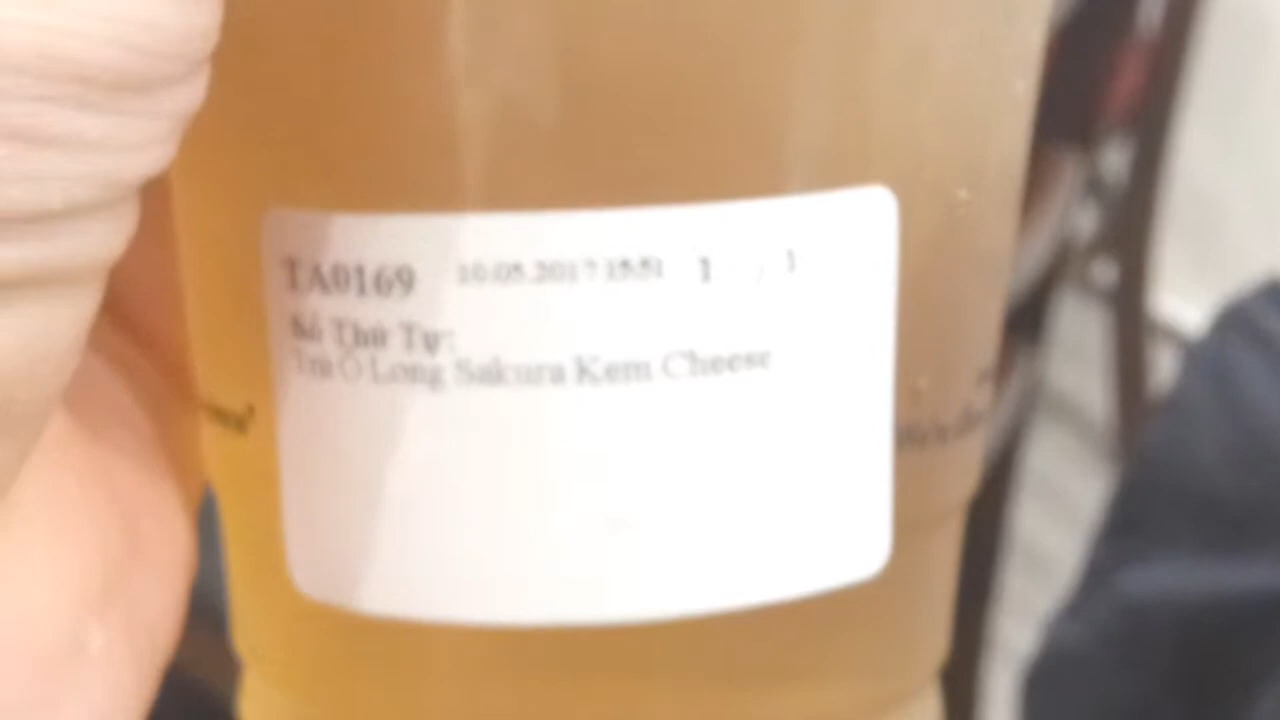 TA0169 10.05.2017 15:51 1 / 1
Số Thứ Tự:
Trà Ô Long Sakura Kem Cheese